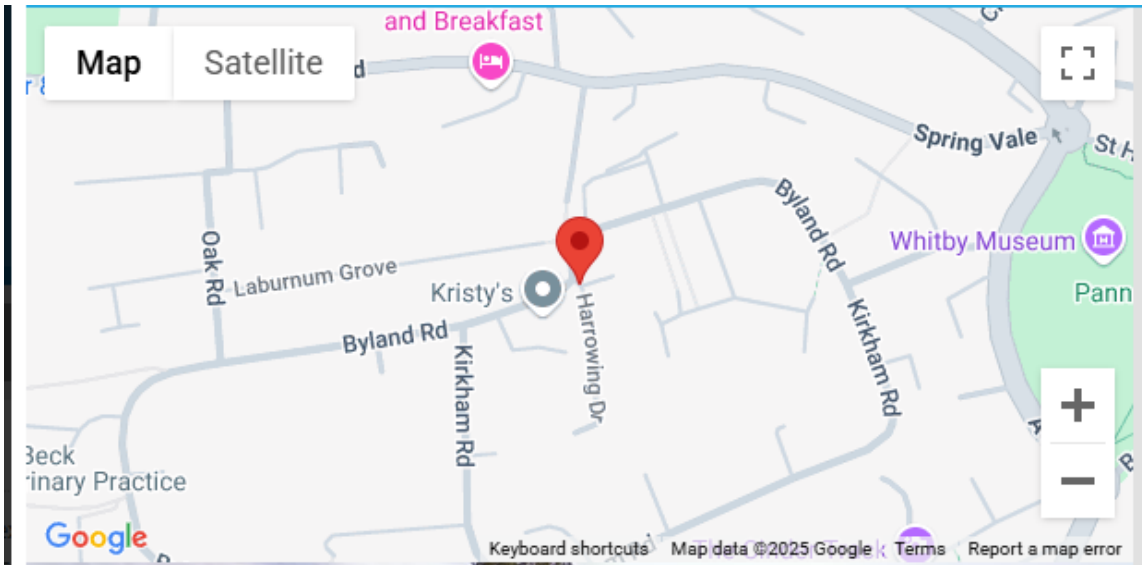 and Breakfast
Map
Satellite
d
Spring Vale
St H
Byland Rd
Whitby Museum
Oak Rd
Laburnum Grove
Kristy's
Pann
Harrowing Dr
Byland Rd
Kirkham Rd
Kirkham Rd
Beck
rinary Practice
Google
Keyboard shortcuts
Map data ©2025 Google
Terms
Report a map error